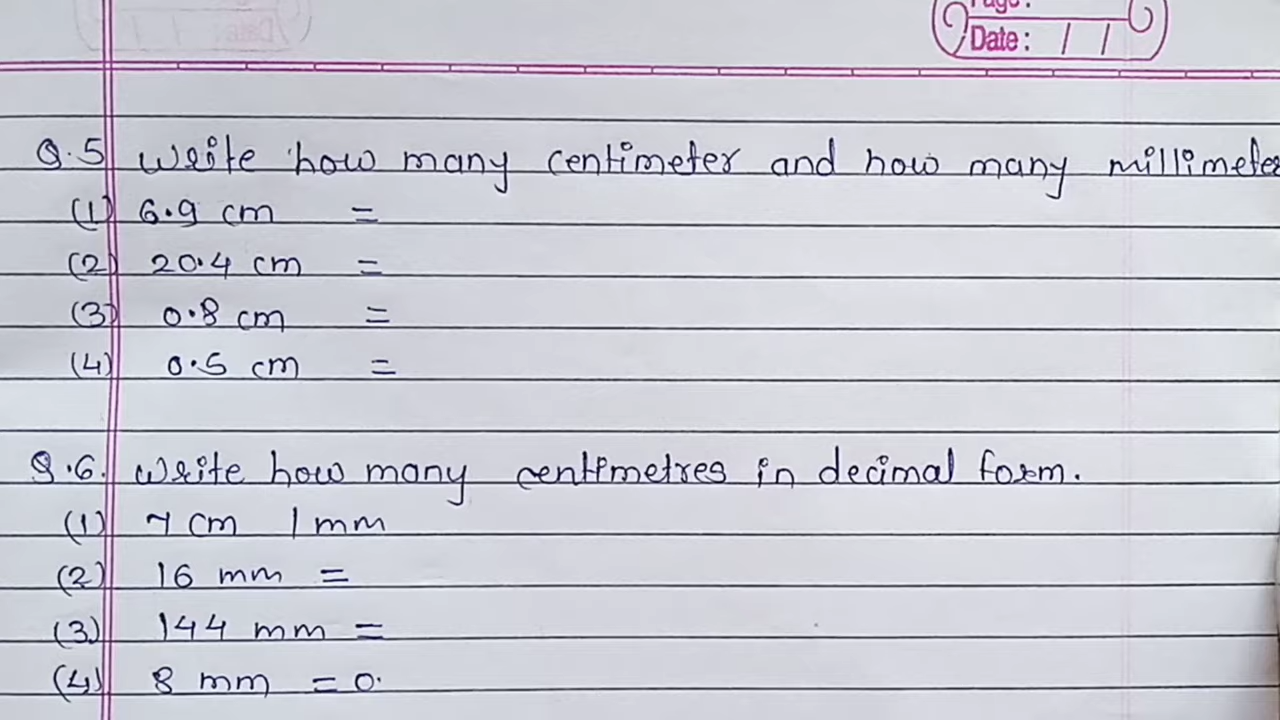 Page:
Date: / /
Q.5 Write how many centimeter and how many millimeter
(1) 6.9 cm =
(2) 20.4 cm =
(3) 0.8 cm =
(4) 0.5 cm =
Q.6. Write how many centimetres in decimal form.
(1) 7 cm 1 mm
(2) 16 mm =
(3) 144 mm =
(4) 8 mm = 0.